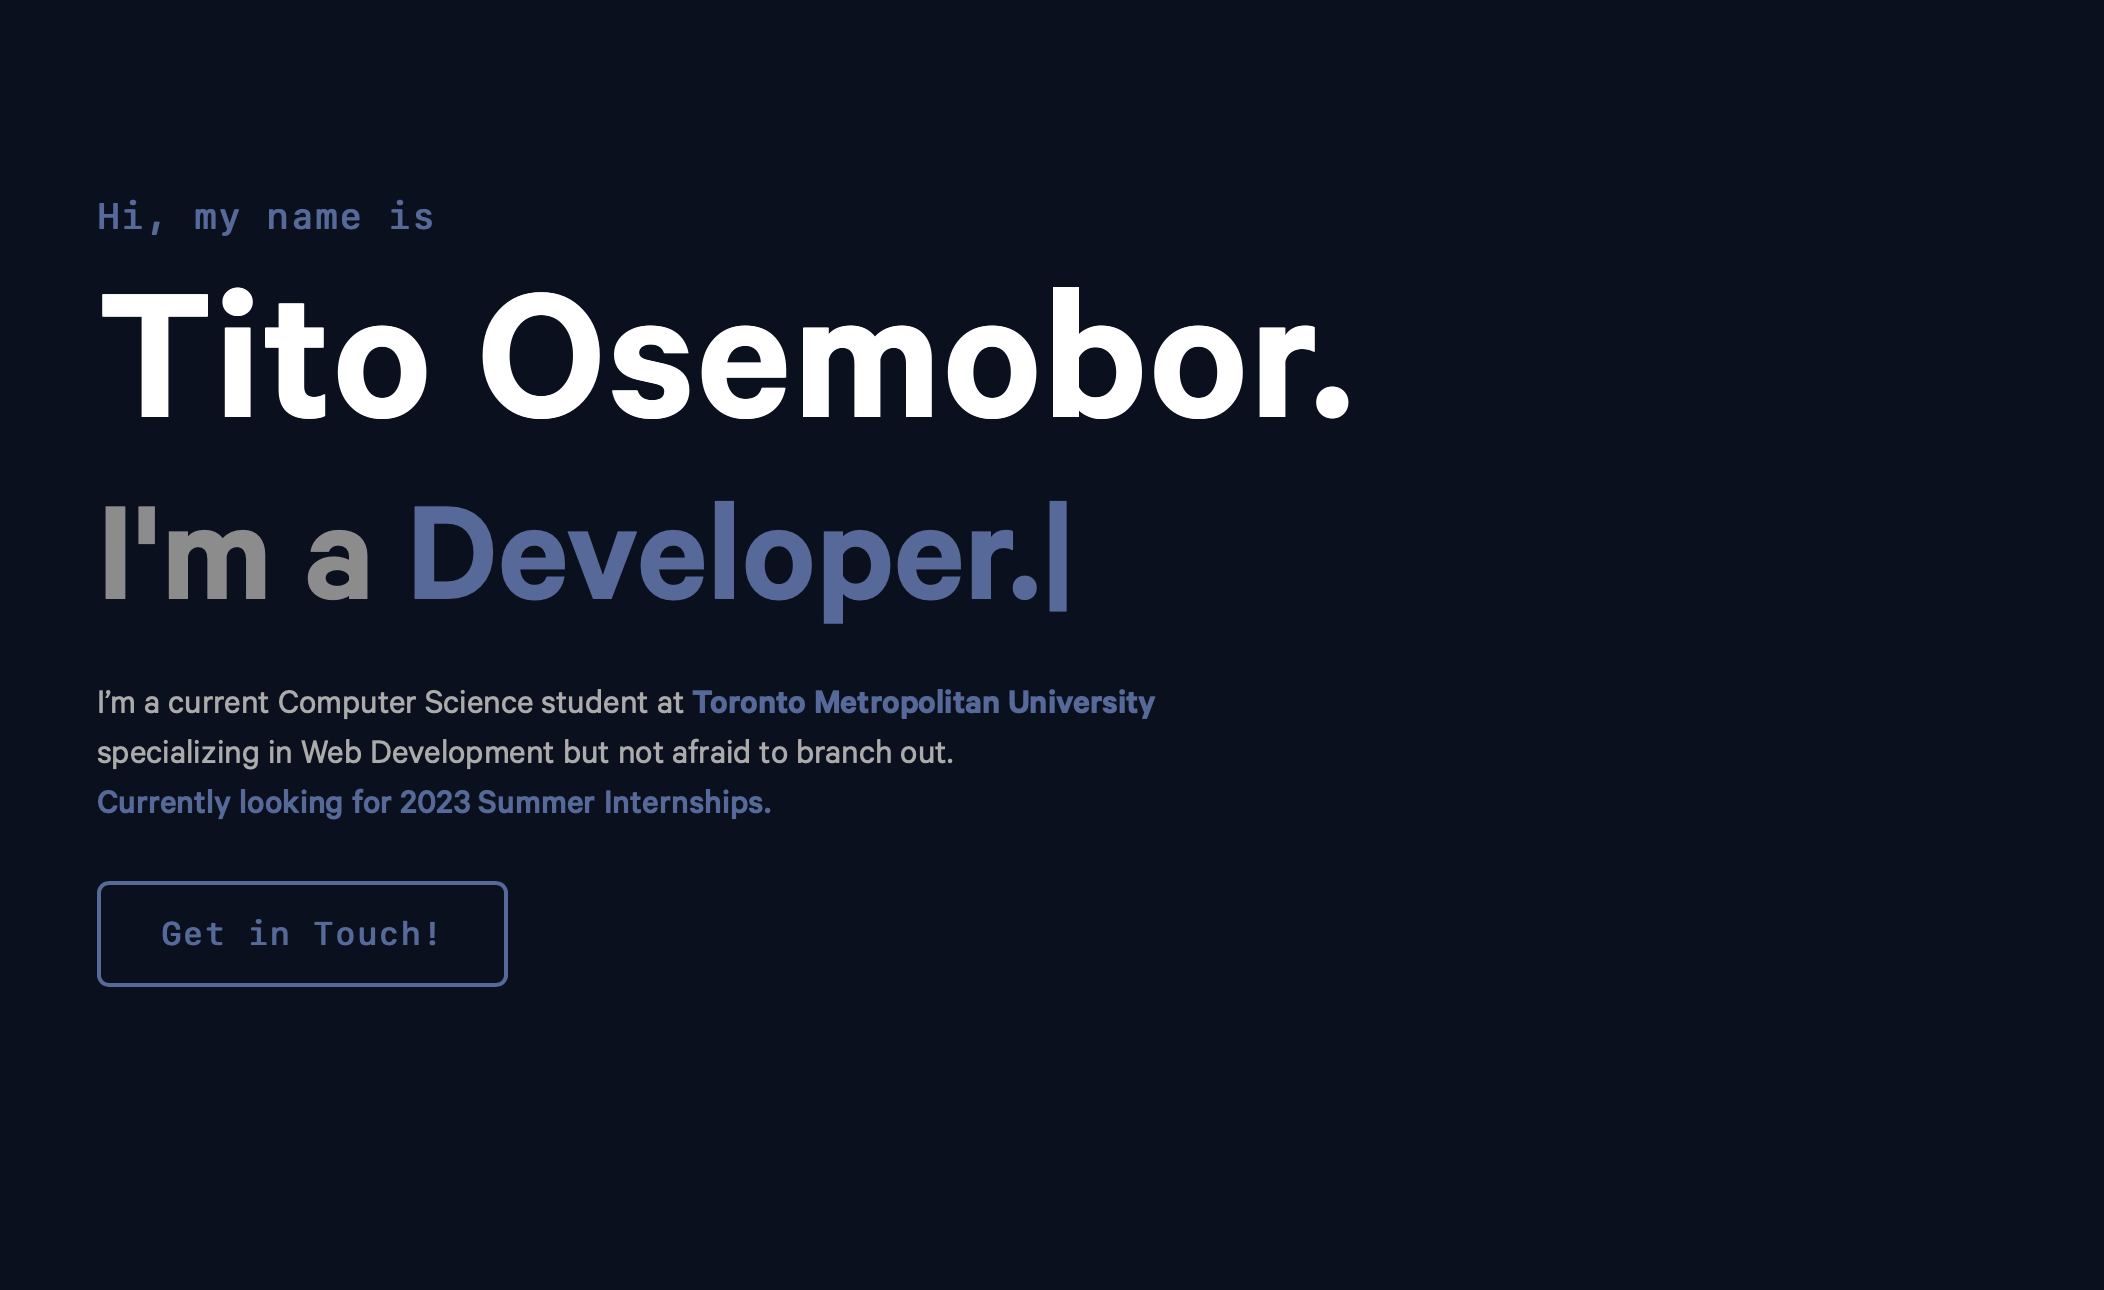 Hi, my name is
Tito Osemobor.
I'm a Developer.|
I’m a current Computer Science student at Toronto Metropolitan University
specializing in Web Development but not afraid to branch out.
Currently looking for 2023 Summer Internships.
Get in Touch!